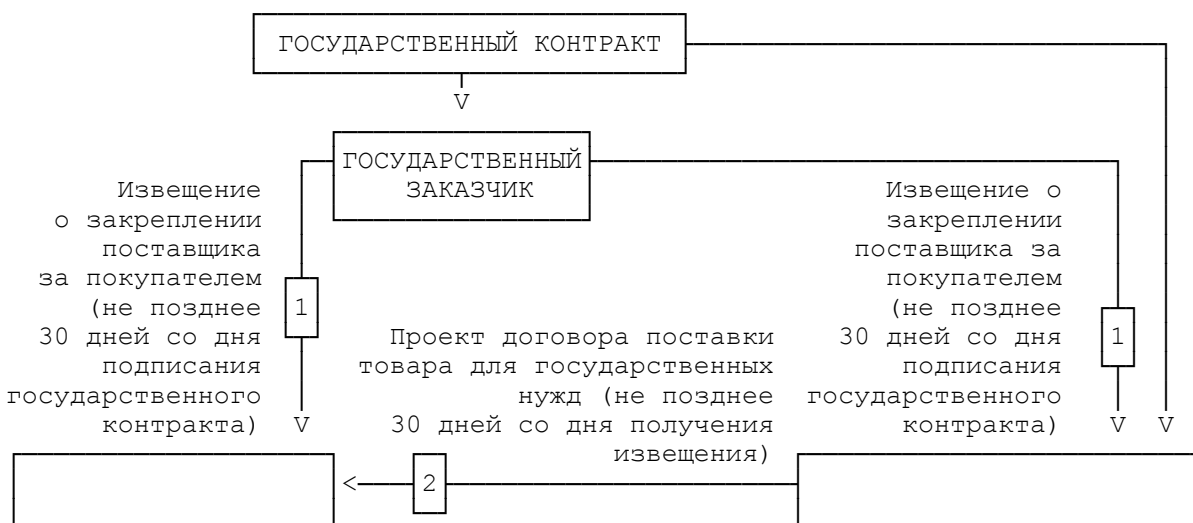 ГОСУДАРСТВЕННЫЙ КОНТРАКТ
V
ГОСУДАРСТВЕННЫЙ
ЗАКАЗЧИК
Извещение
о закреплении
поставщика
за покупателем
(не позднее
30 дней со дня
подписания
государственного
контракта)
1
V
Проект договора поставки
товара для государственных
нужд (не позднее
30 дней со дня получения
извещения)
Извещение о
закреплении
поставщика за
покупателем
(не позднее
30 дней со дня
подписания
государственного
контракта)
1
V V
< 2